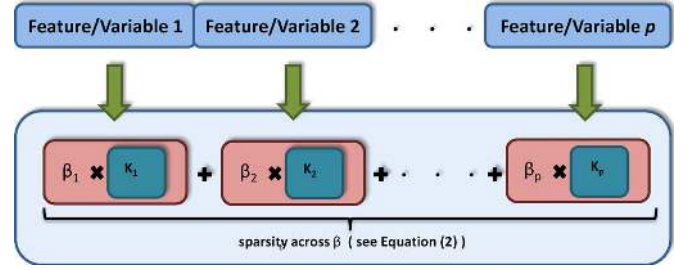 Feature/Variable 1 Feature/Variable 2 . . . Feature/Variable p
β1 × K1 + β2 × K2 + . . . + βp × Kp
sparsity across β ( see Equation (2) )